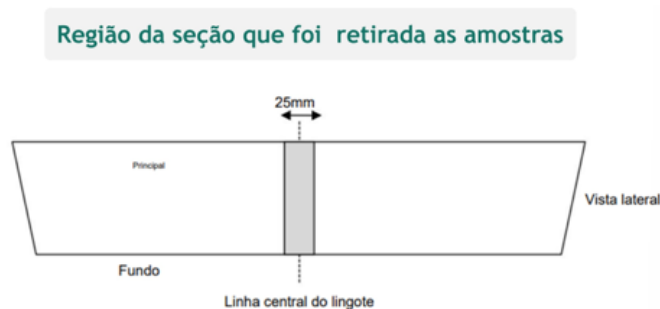 Região da seção que foi retirada as amostras
25mm
Principal
Vista lateral
Fundo
Linha central do lingote